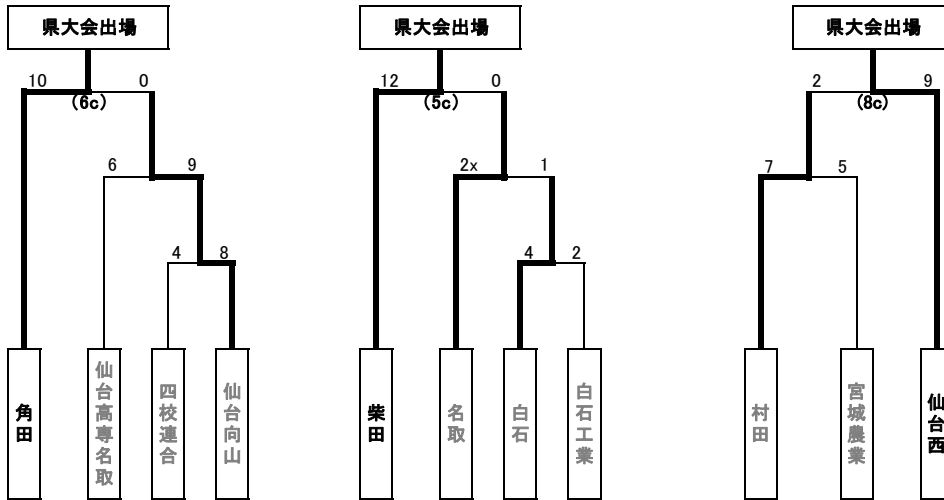 県大会出場
県大会出場
県大会出場
10
0
12
0
2
9
(6c)
(5c)
(8c)
6
9
2x
1
7
5
4
8
4
2
角田
仙台高専名取
四校連合
仙台向山
柴田
名取
白石
白石工業
村田
宮城農業
仙台西